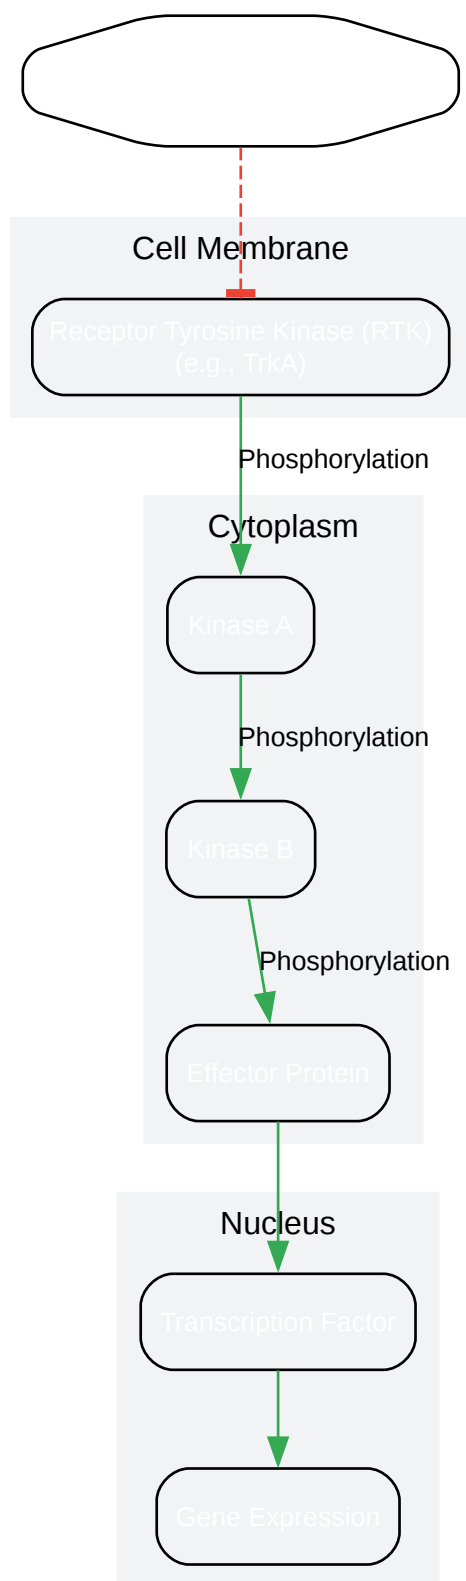 Cell Membrane
Receptor Tyrosine Kinase (RTK)
(e.g., TrkA)
Phosphorylation
Cytoplasm
Kinase A
Phosphorylation
Kinase B
Phosphorylation
Effector Protein
Nucleus
Transcription Factor
Gene Expression